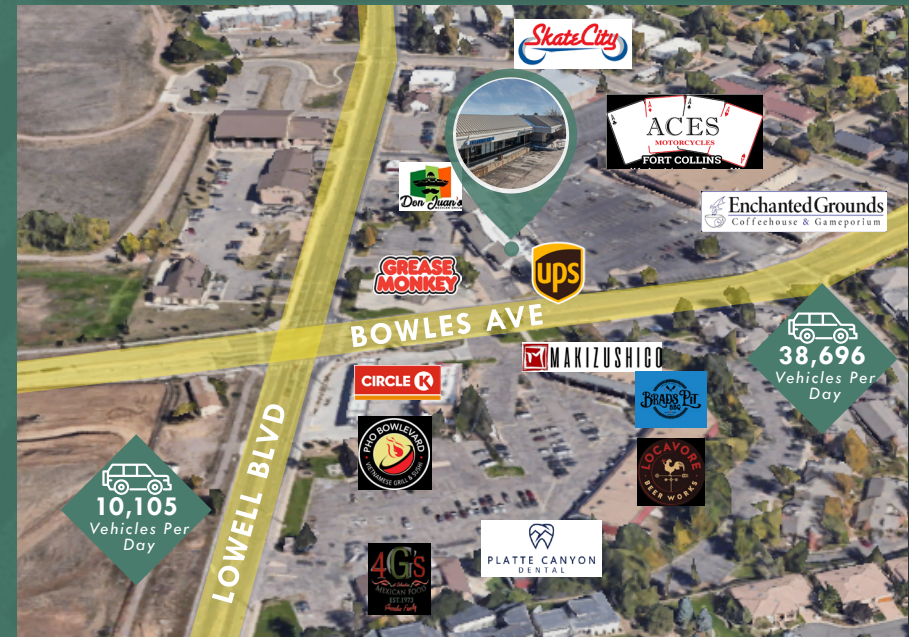 SkateCity
ACES
MOTORCYCLES
FORT COLLINS
Don Juan's
Enchanted Grounds
Coffeehouse & Gameporium
GREASE
MONKEY
ups
BOWLES AVE
MAKIZUSHICO
38,696
Vehicles Per
Day
CIRCLE K
BRAD'S PIT
BBQ
PHO BOWLEVARD
VIETNAMESE GRILL & SUSHI
LOCAVORE
BEER WORKS
LOWELL BLVD
10,105
Vehicles Per
Day
PLATTE CANYON
DENTAL
4G's
MEXICAN FOOD
EST. 1973